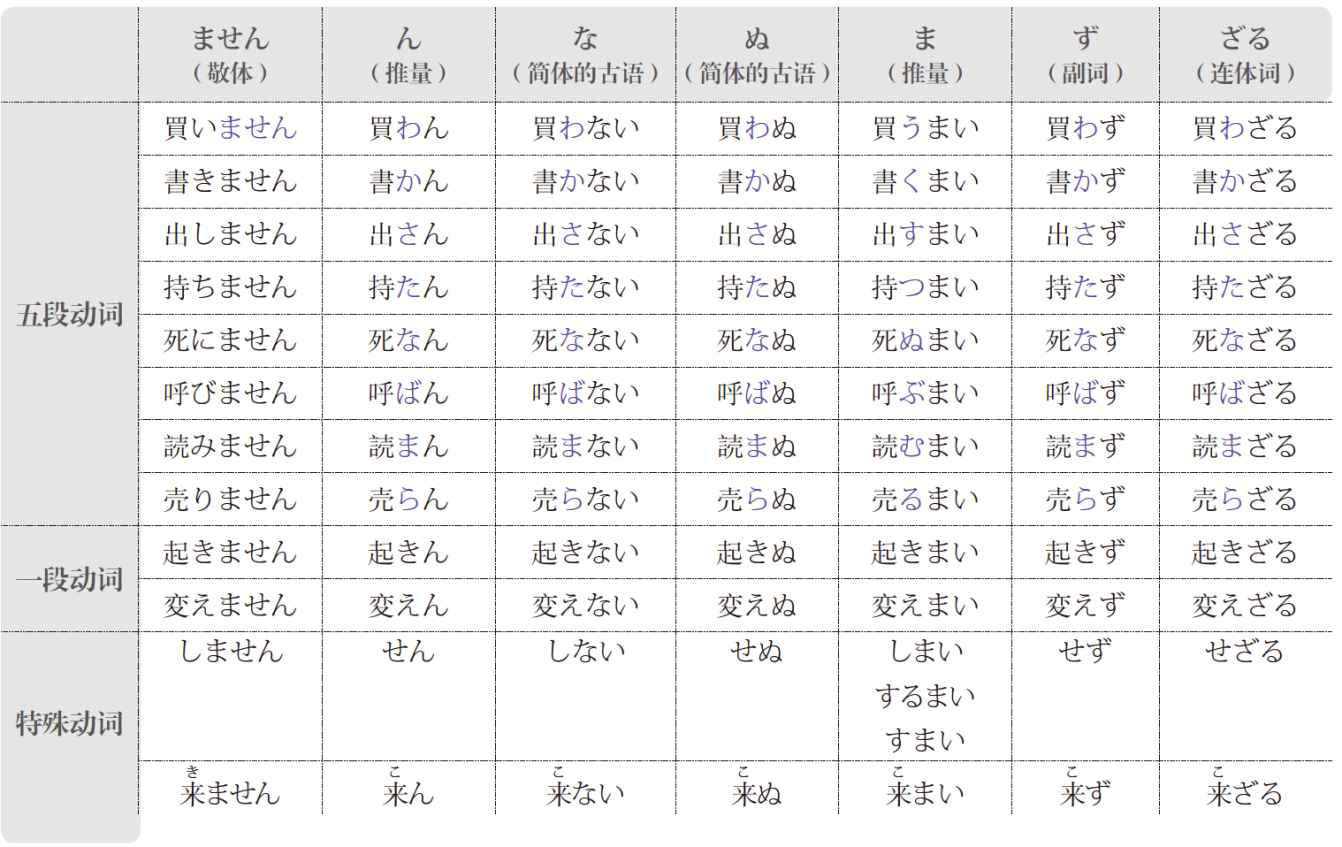 ません ん な ぬ ま ず ざる
（敬体） （推量） （简体的古语） （简体的古语） （推量） （副词） （连体词）
買いません 買わん 買わない 買わぬ 買うまい 買わず 買わざる
書きません 書かん 書かない 書かぬ 書くまい 書かず 書かざる
出しません 出さん 出さない 出さぬ 出すまい 出さず 出さざる
持ちません 持たん 持たない 持たぬ 持つまい 持たず 持たざる
五段动词
死にません 死なん 死なない 死なぬ 死ぬまい 死なず 死なざる
呼びません 呼ばん 呼ばない 呼ばぬ 呼ぶまい 呼ばず 呼ばざる
読みません 読まん 読まない 読まぬ 読むまい 読まず 読まざる
売りません 売らん 売らない 売らぬ 売るまい 売らず 売らざる
起きません 起きん 起きない 起きぬ 起きまい 起きず 起きざる
一段动词
変えません 変えん 変えない 変えぬ 変えまい 変えず 変えざる
しません せん しない せぬ しまい せず せざる
するまい
特殊动词
すまい
き こ こ こ こ こ こ
来ません 来ん 来ない 来ぬ 来まい 来ず 来ざる